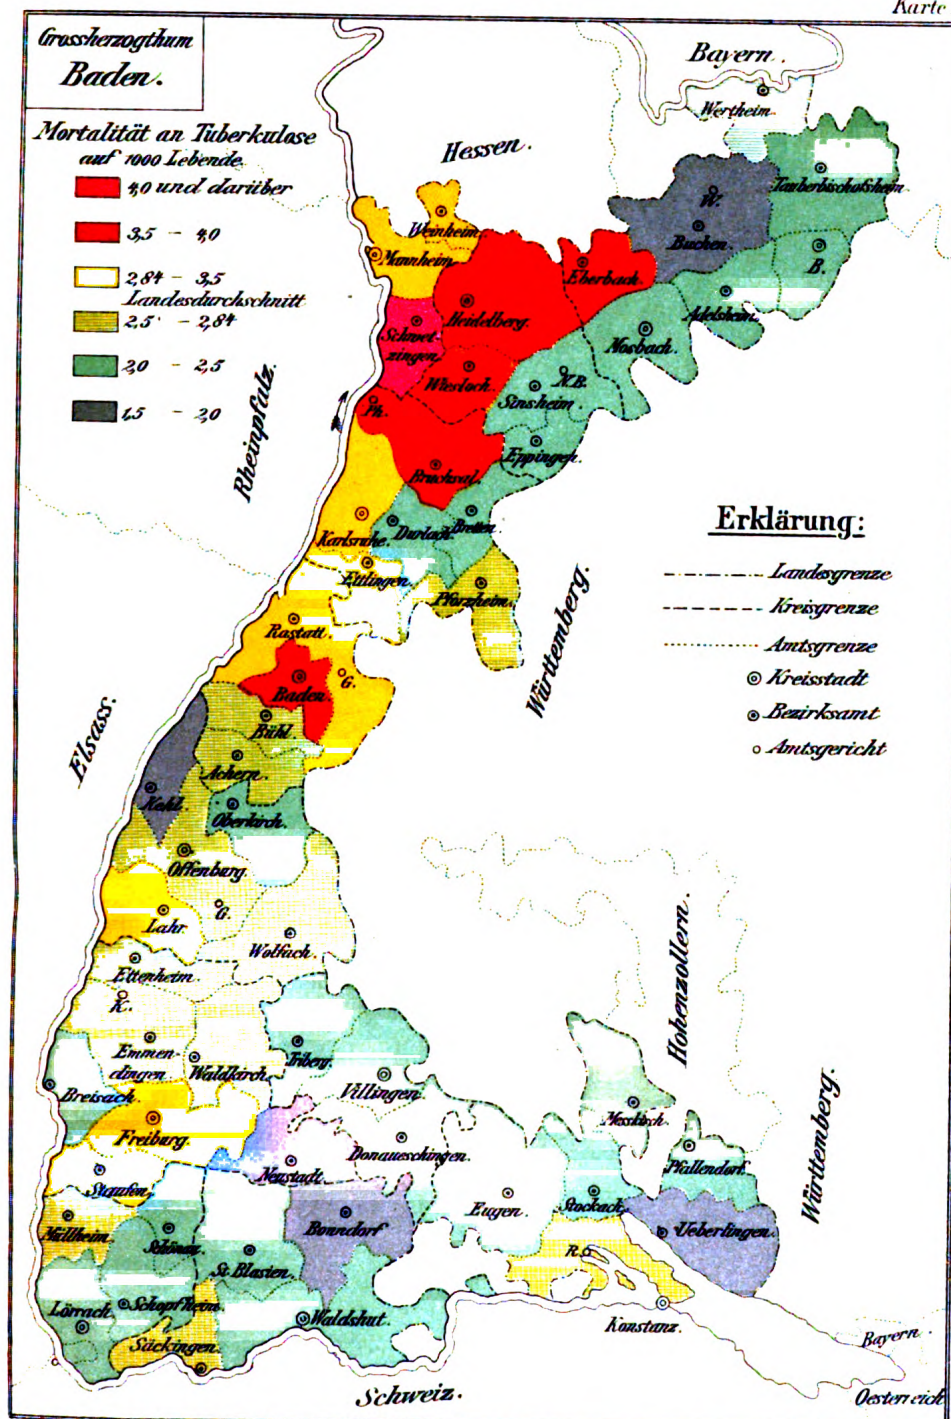 Karte
Grossherzogthum
Baden.
Mortalität an Tuberkulose
auf 1000 Lebende.
4,0 und darüber
3,5 - 4,0
2,84 - 3,5
Landesdurchschnitt
2,5 - 2,84
2,0 - 2,5
1,5 - 2,0
Bayern.
Wertheim.
Hessen.
Tauberbischofsheim
W.
Buchen.
B.
Weinheim.
Mannheim.
Eberbach.
Heidelberg.
Adelsheim.
Schwet-
zingen.
Mosbach.
Wiesloch.
N.B.
Sinsheim.
Ph.
Rheinpfalz.
Eppingen.
Bruchsal.
Karlsruhe.
Durlach.
Bretten.
Ettlingen.
Pforzheim.
Württemberg.
Erklärung:
Landesgrenze
Kreisgrenze
Amtsgrenze
Kreisstadt
Bezirksamt
Amtsgericht
Rastatt.
Baden.
G.
Elsass.
Bühl.
Achern.
Kehl.
Oberkirch.
Offenburg.
G.
Lahr.
Wolfach.
Ettenheim.
K.
Emmen-
dingen
Waldkirch.
Triberg.
Villingen.
Hohenzollern.
Breisach.
Freiburg.
Neustadt.
Donaueschingen.
Messkirch.
Pfullendorf.
Württemberg.
Staufen.
Engen.
Stockach.
Ueberlingen.
Müllheim.
Schönau.
Bonndorf
St. Blasien.
R.
Lörrach.
Schopfheim.
Waldshut.
Konstanz.
Säckingen.
Bayern.
Schweiz.
Oesterreich